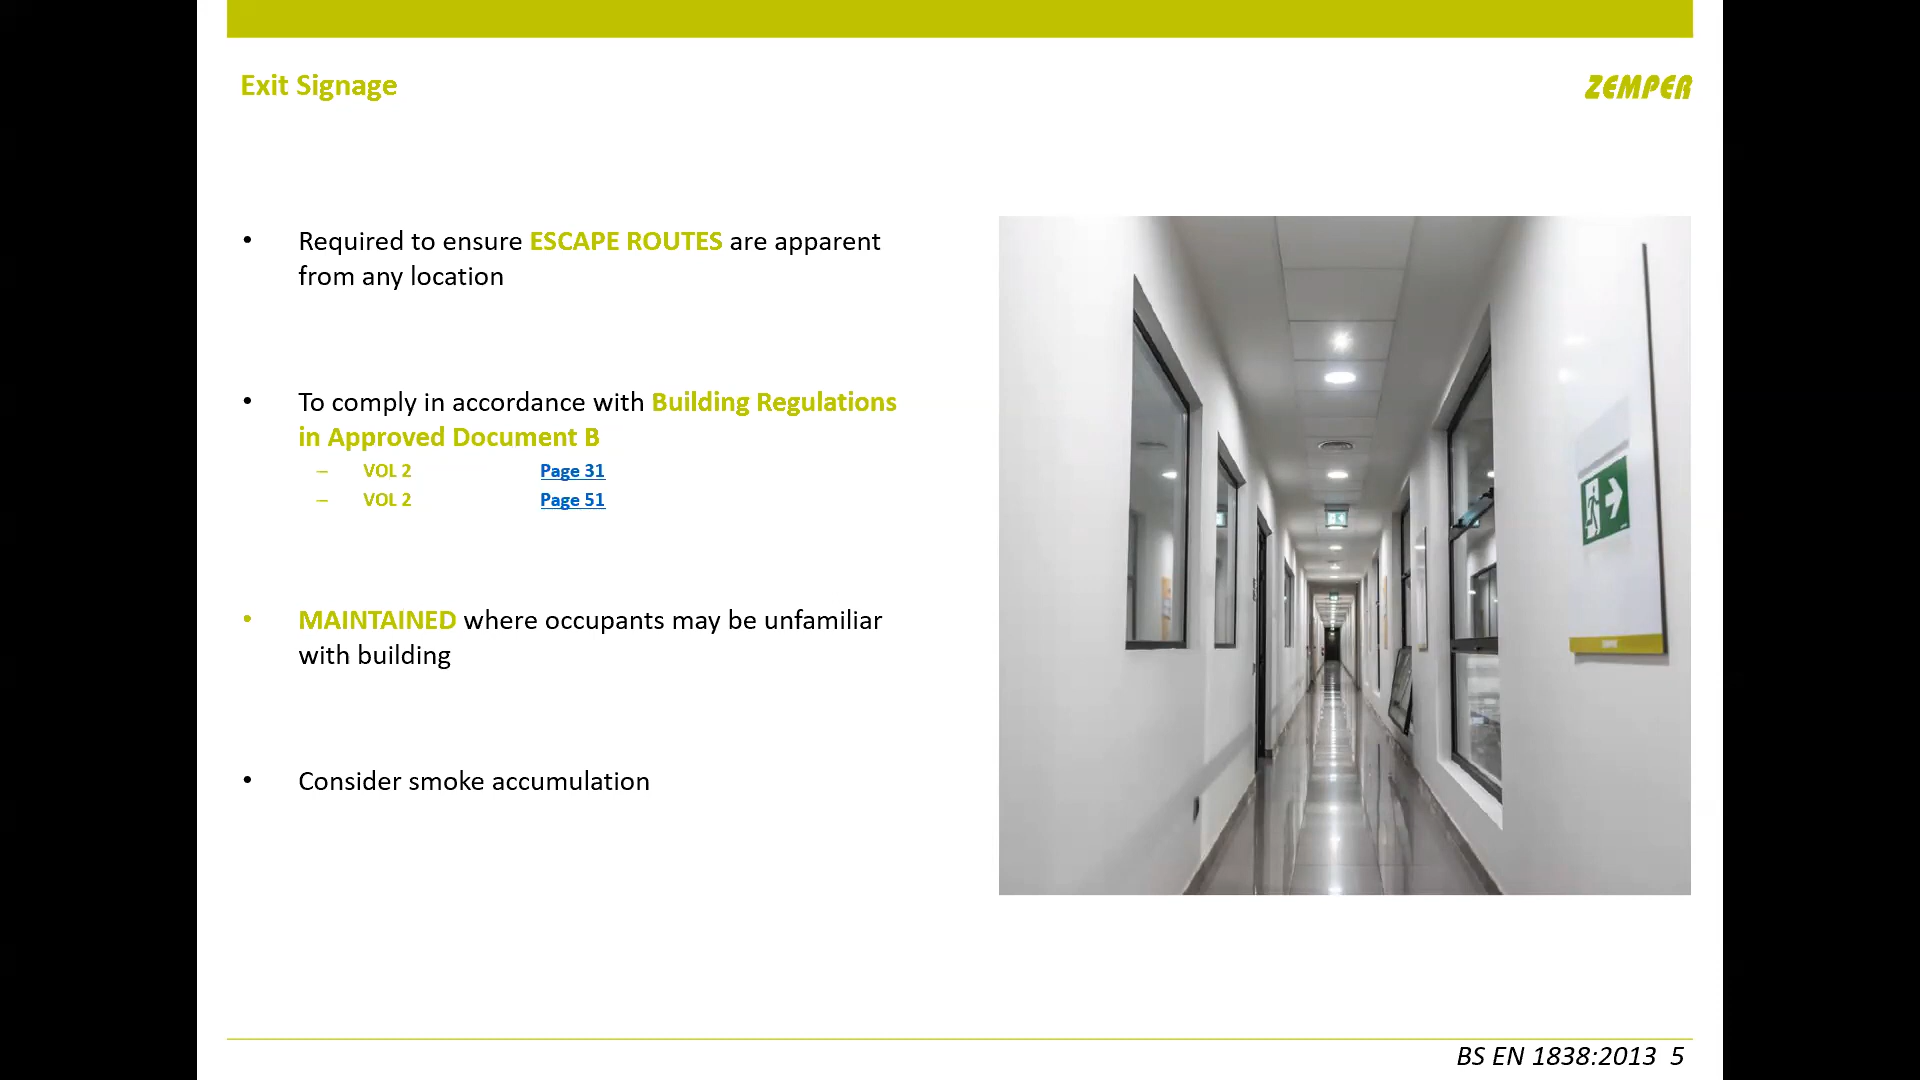 Exit Signage
ZEMPER
• Required to ensure ESCAPE ROUTES are apparent
from any location
• To comply in accordance with Building Regulations
in Approved Document B
– VOL 2 Page 31
– VOL 2 Page 51
• MAINTAINED where occupants may be unfamiliar
with building
• Consider smoke accumulation
BS EN 1838:2013 5